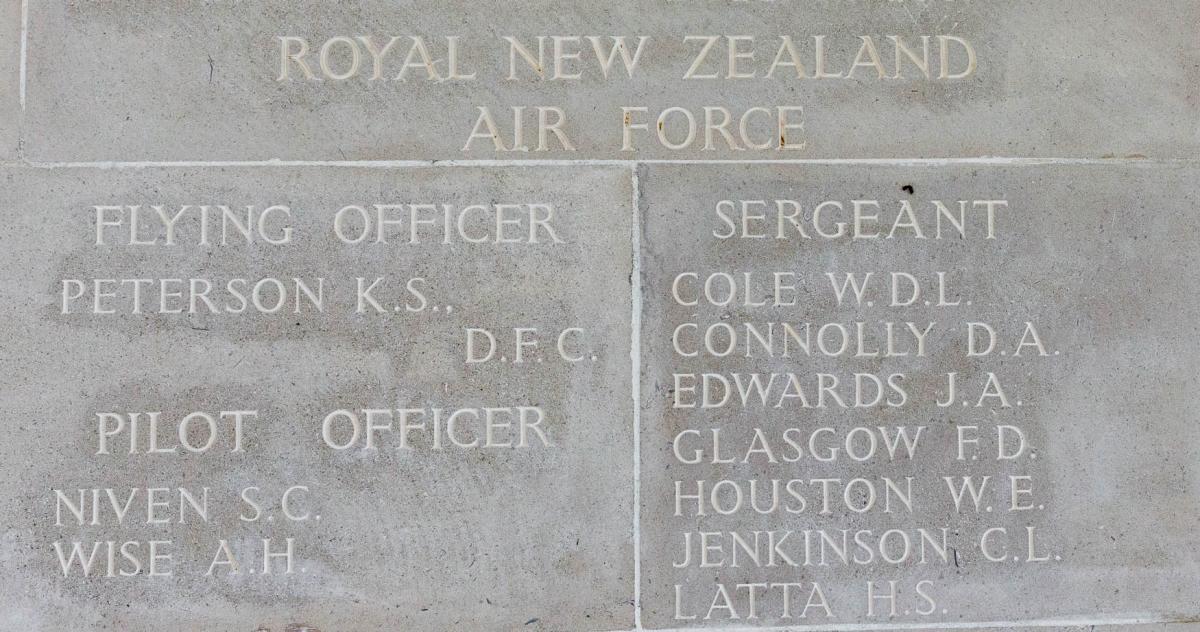 ROYAL NEW ZEALAND
AIR FORCE
FLYING OFFICER
PETERSON K.S.,
D.F.C.
PILOT OFFICER
NIVEN S.C.
WISE A.H.
SERGEANT
COLE W.D.L.
CONNOLLY D.A.
EDWARDS J.A.
GLASGOW F.D.
HOUSTON W.E.
JENKINSON C.L.
LATTA H.S.